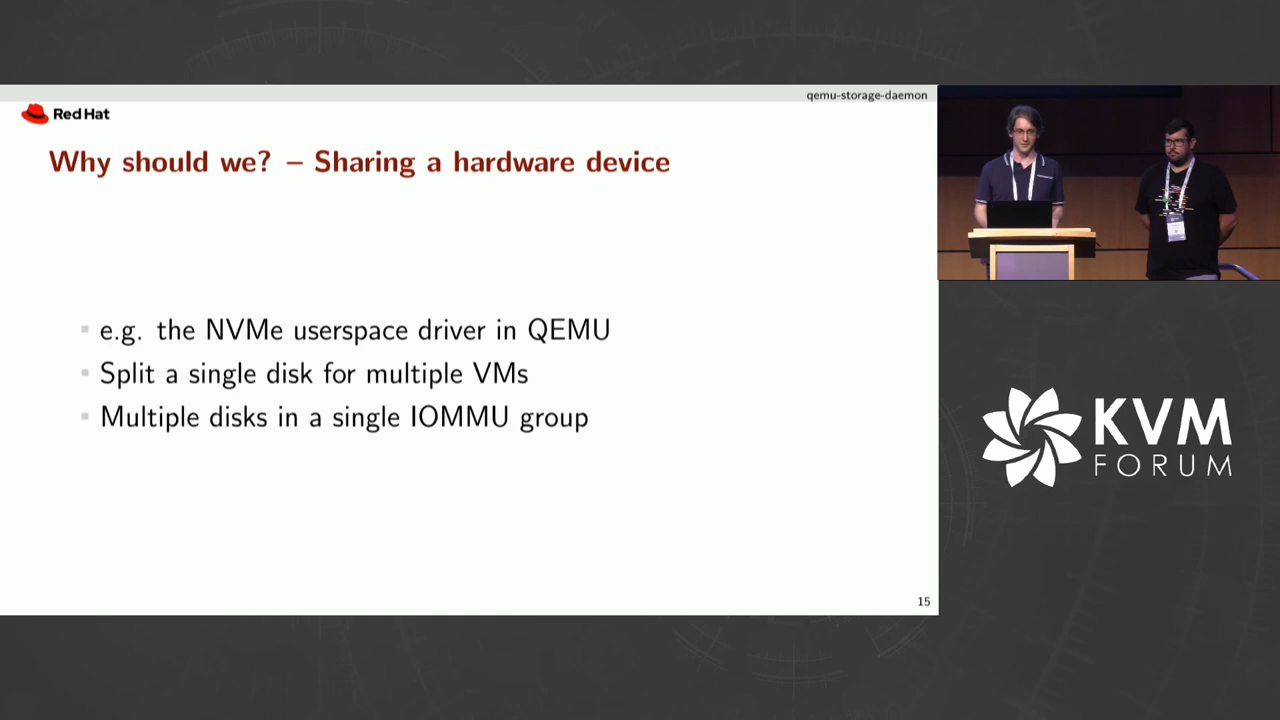 qemu-storage-daemon
Red Hat
Why should we? – Sharing a hardware device
e.g. the NVMe userspace driver in QEMU
Split a single disk for multiple VMs
Multiple disks in a single IOMMU group
15
KVM
FORUM